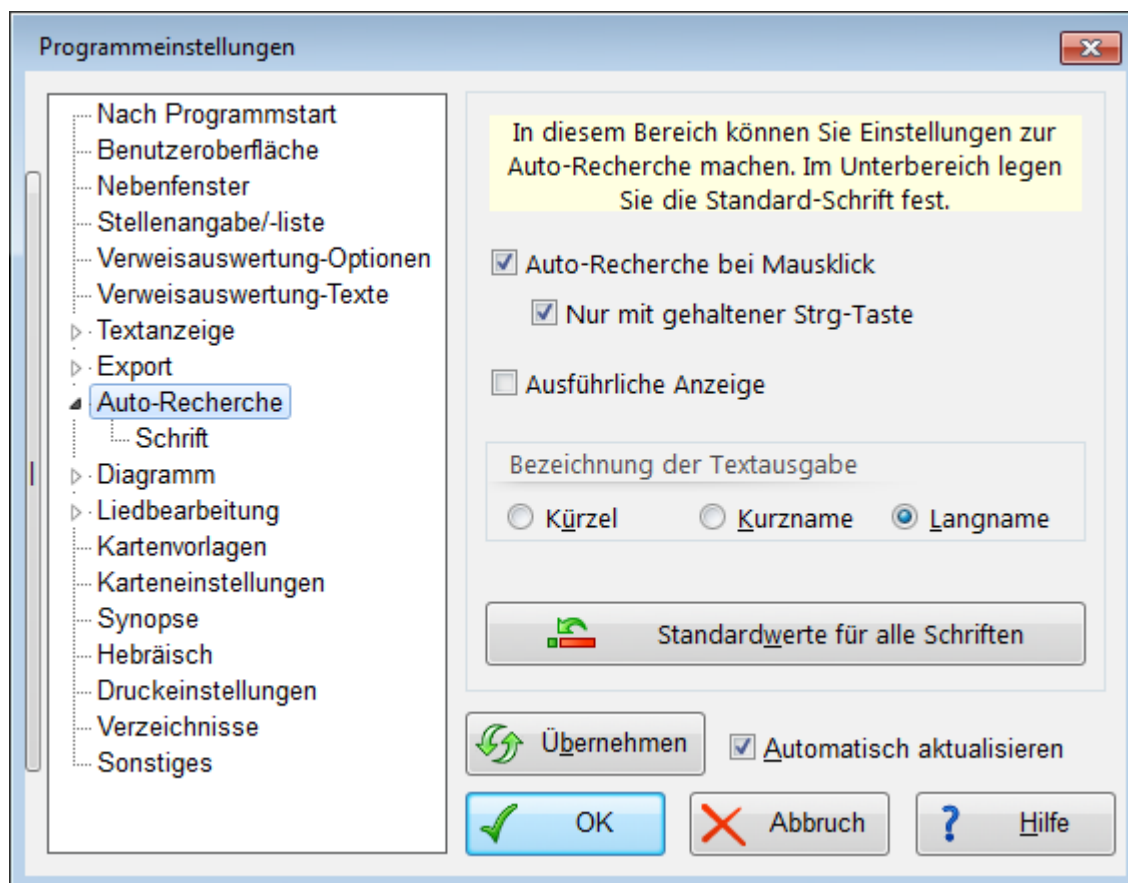 Programmeinstellungen
Nach Programmstart
Benutzeroberfläche
Nebenfenster
Stellenangabe/-liste
Verweisauswertung-Optionen
Verweisauswertung-Texte
Textanzeige
Export
Auto-Recherche
Schrift
Diagramm
Liedbearbeitung
Kartenvorlagen
Karteneinstellungen
Synopse
Hebräisch
Druckeinstellungen
Verzeichnisse
Sonstiges
In diesem Bereich können Sie Einstellungen zur
Auto-Recherche machen. Im Unterbereich legen
Sie die Standard-Schrift fest.
Auto-Recherche bei Mausklick
Nur mit gehaltener Strg-Taste
Ausführliche Anzeige
Bezeichnung der Textausgabe
Kürzel Kurzname Langname
Standardwerte für alle Schriften
Übernehmen Automatisch aktualisieren
OK Abbruch Hilfe